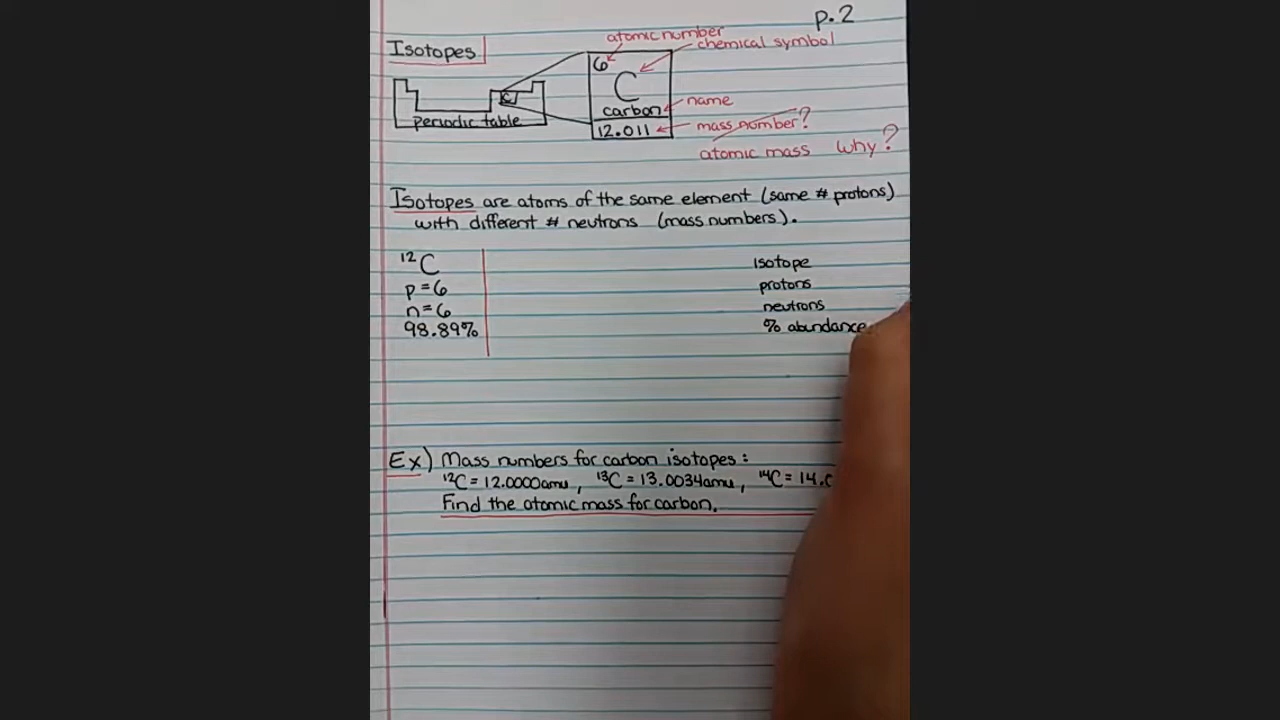 p.2
Isotopes
atomic number
chemical symbol
6
C
C
carbon
name
periodic table
12.011
mass number?
atomic mass why?
Isotopes are atoms of the same element (same # protons)
with different # neutrons (mass numbers).
¹²C isotope
p = 6 protons
n = 6 neutrons
98.89% % abundance
Ex) Mass numbers for carbon isotopes:
¹²C = 12.0000amu, ¹³C = 13.0034amu, ¹⁴C = 14.0
Find the atomic mass for carbon.